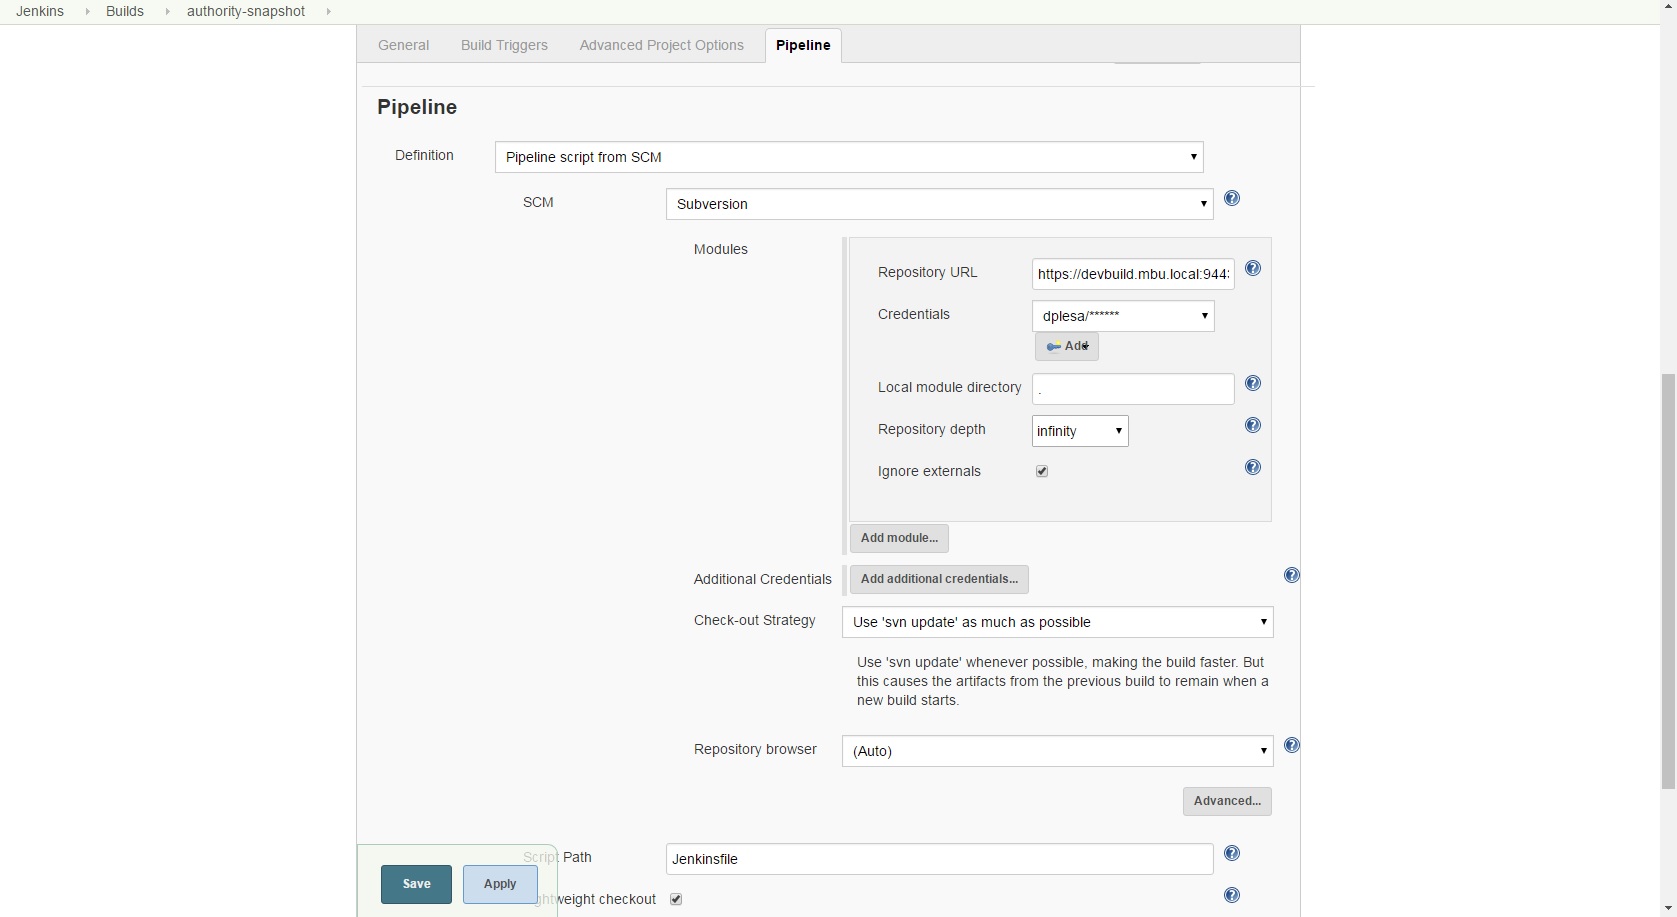 Jenkins Builds authority-snapshot
General Build Triggers Advanced Project Options Pipeline
Pipeline
Definition Pipeline script from SCM
SCM Subversion
Modules
Repository URL https://devbuild.mbu.local:944
Credentials dplesa/******
Add
Local module directory .
Repository depth infinity
Ignore externals
Add module...
Additional Credentials Add additional credentials...
Check-out Strategy Use 'svn update' as much as possible
Use 'svn update' whenever possible, making the build faster. But
this causes the artifacts from the previous build to remain when a
new build starts.
Repository browser (Auto)
Advanced...
Script Path Jenkinsfile
Save Apply
ghtweight checkout